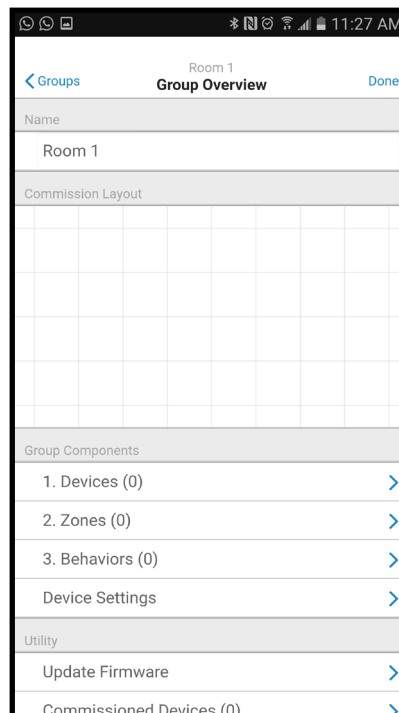 11:27 AM
Room 1
Groups
Group Overview
Done
Name
Room 1
Commission Layout
Group Components
1. Devices (0)
2. Zones (0)
3. Behaviors (0)
Device Settings
Utility
Update Firmware
Commissioned Devices (0)